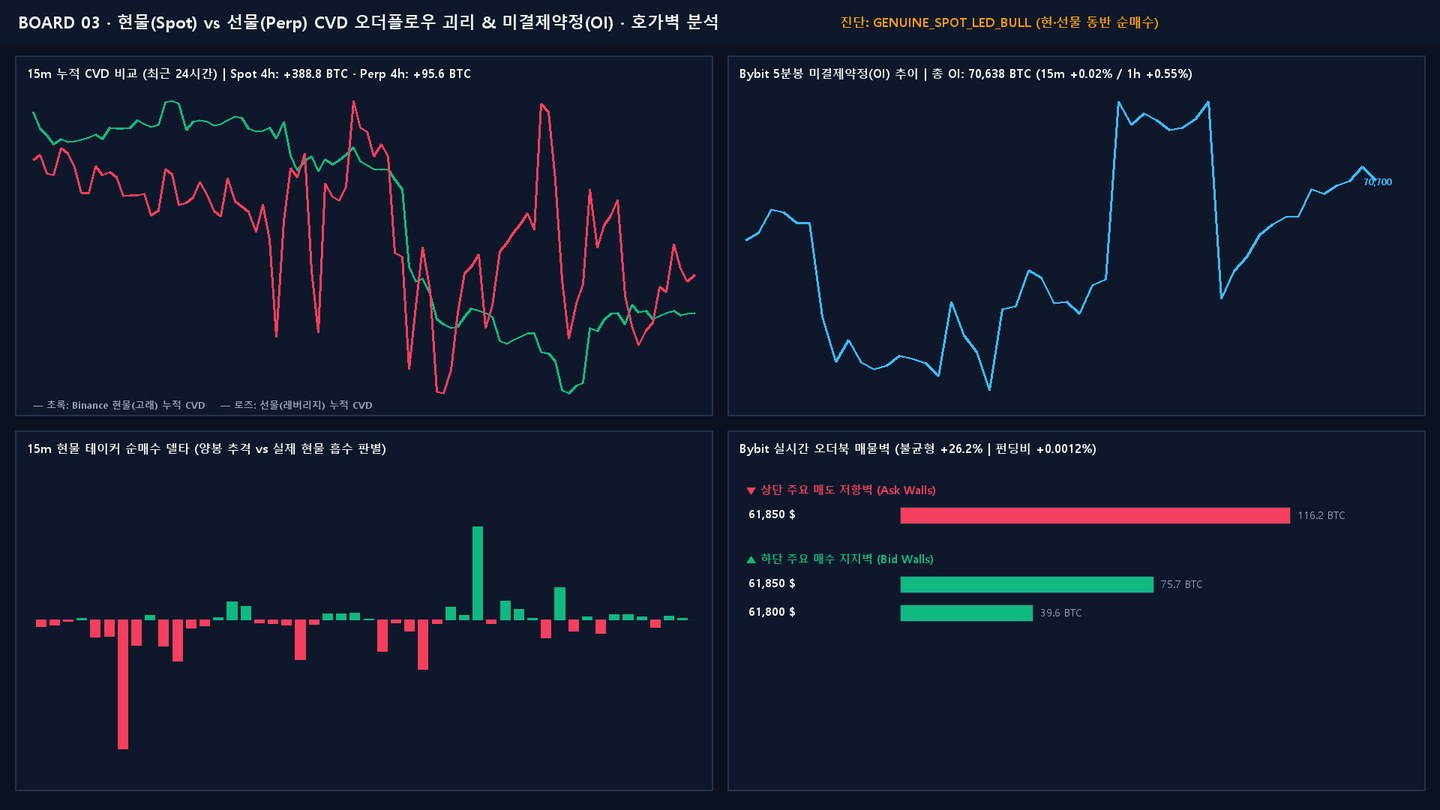 BOARD 03 · 현물(Spot) vs 선물(Perp) CVD 오더플로우 괴리 & 미결제약정(OI) · 호가벽 분석
진단: GENUINE_SPOT_LED_BULL (현·선물 동반 순매수)
15m 누적 CVD 비교 (최근 24시간) | Spot 4h: +388.8 BTC · Perp 4h: +95.6 BTC
— 초록: Binance 현물(고래) 누적 CVD — 로즈: 선물(레버리지) 누적 CVD
Bybit 5분봉 미결제약정(OI) 추이 | 총 OI: 70,638 BTC (15m +0.02% / 1h +0.55%)
70,700
15m 현물 테이커 순매수 델타 (양봉 추격 vs 실제 현물 흡수 판별)
Bybit 실시간 오더북 매물벽 (불균형 +26.2% | 펀딩비 +0.0012%)
▼ 상단 주요 매도 저항벽 (Ask Walls)
61,850 $ 116.2 BTC
▲ 하단 주요 매수 지지벽 (Bid Walls)
61,850 $ 75.7 BTC
61,800 $ 39.6 BTC